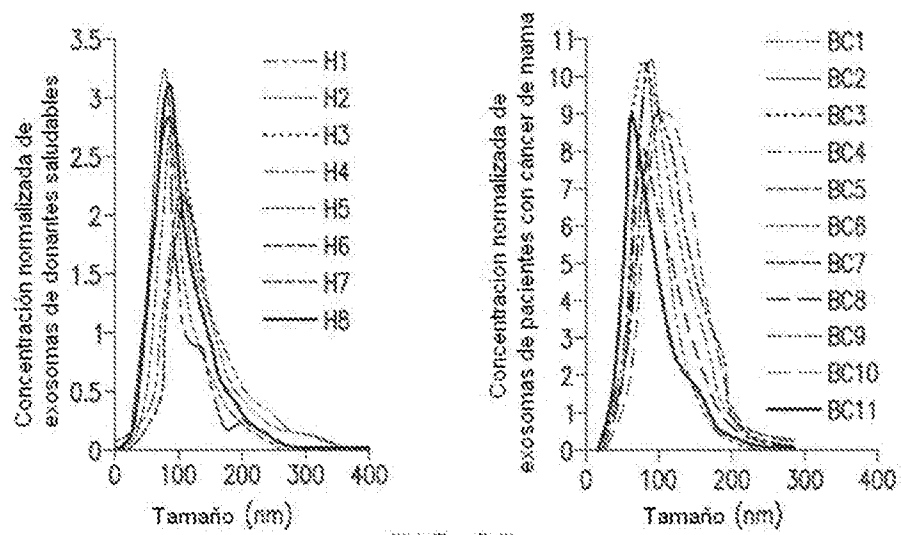 Concentración normalizada de
exosomas de donantes saludables
3.5
3
2.5
2
1.5
1
0.5
0
0
100
200
300
400
Tamaño (nm)
H1
H2
H3
H4
H5
H6
H7
H8
Concentración normalizada de
exosomas de pacientes con cáncer de mama
11
10
9
8
7
6
5
4
3
2
1
0
0
100
200
300
400
Tamaño (nm)
BC1
BC2
BC3
BC4
BC5
BC6
BC7
BC8
BC9
BC10
BC11